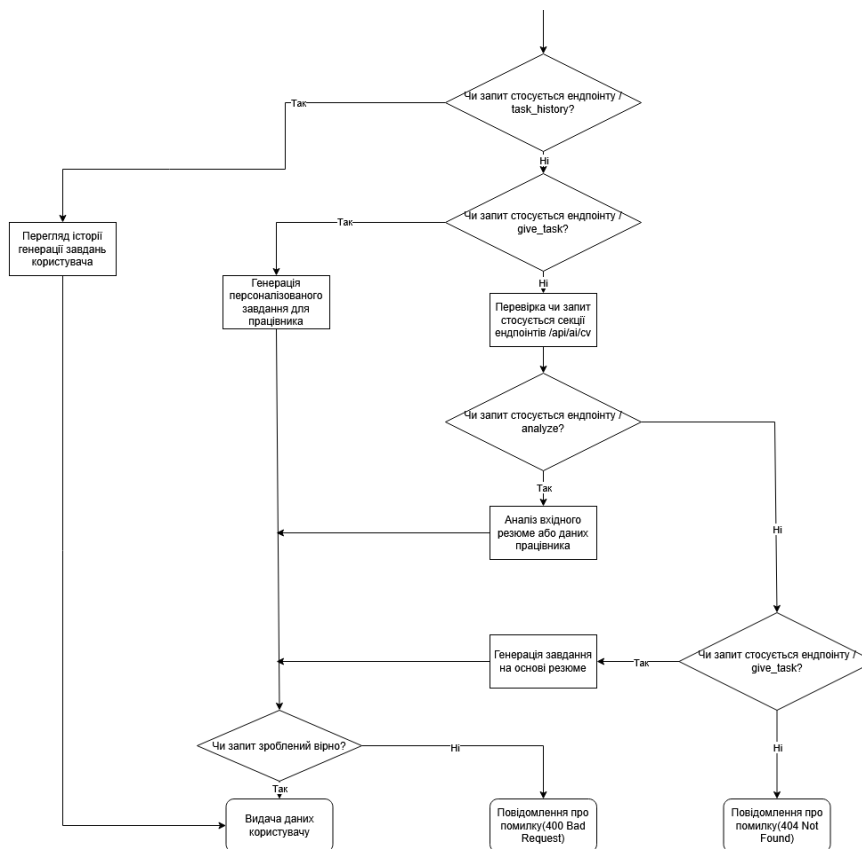 Чи запит стосується ендпоінту /
task_history?
Так
Ні
Чи запит стосується ендпоінту /
give_task?
Так
Ні
Перегляд історії
генерації завдань
користувача
Генерація
персоналізованого
завдання для
працівника
Перевірка чи запит
стосується секції
ендпоінтів /api/ai/cv
Чи запит стосується ендпоінту /
analyze?
Так
Ні
Аналіз вхідного
резюме або даних
працівника
Чи запит стосується ендпоінту /
give_task?
Так
Генерація завдання
на основі резюме
Ні
Чи запит зроблений вірно?
Ні
Так
Видача даних
користувачу
Повідомлення про
помилку(400 Bad
Request)
Повідомлення про
помилку(404 Not
Found)